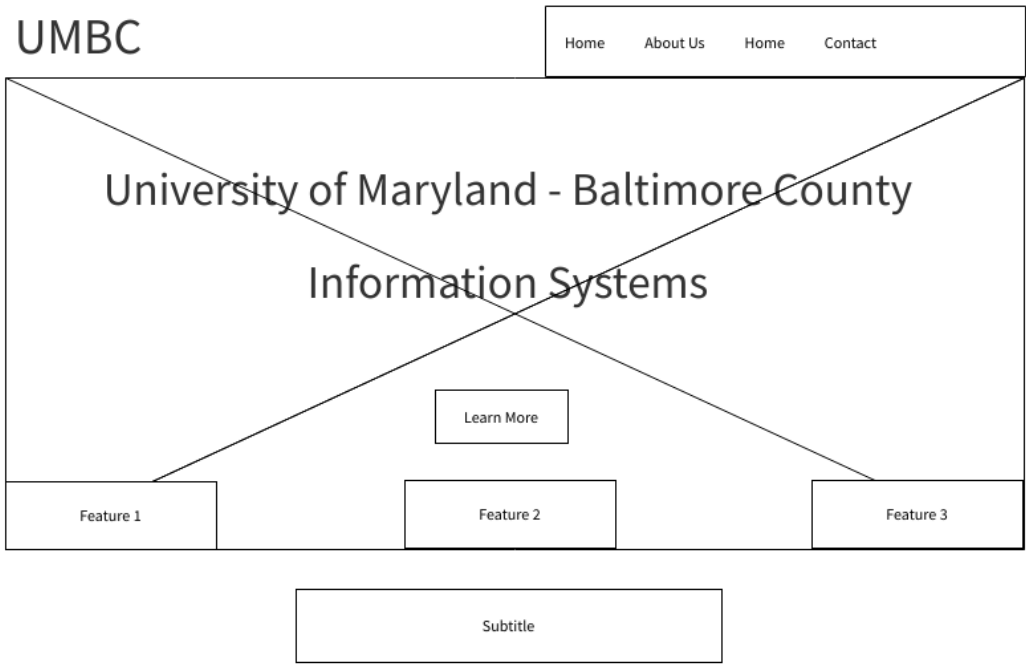 UMBC
Home About Us Home Contact
University of Maryland - Baltimore County
Information Systems
Learn More
Feature 1 Feature 2 Feature 3
Subtitle